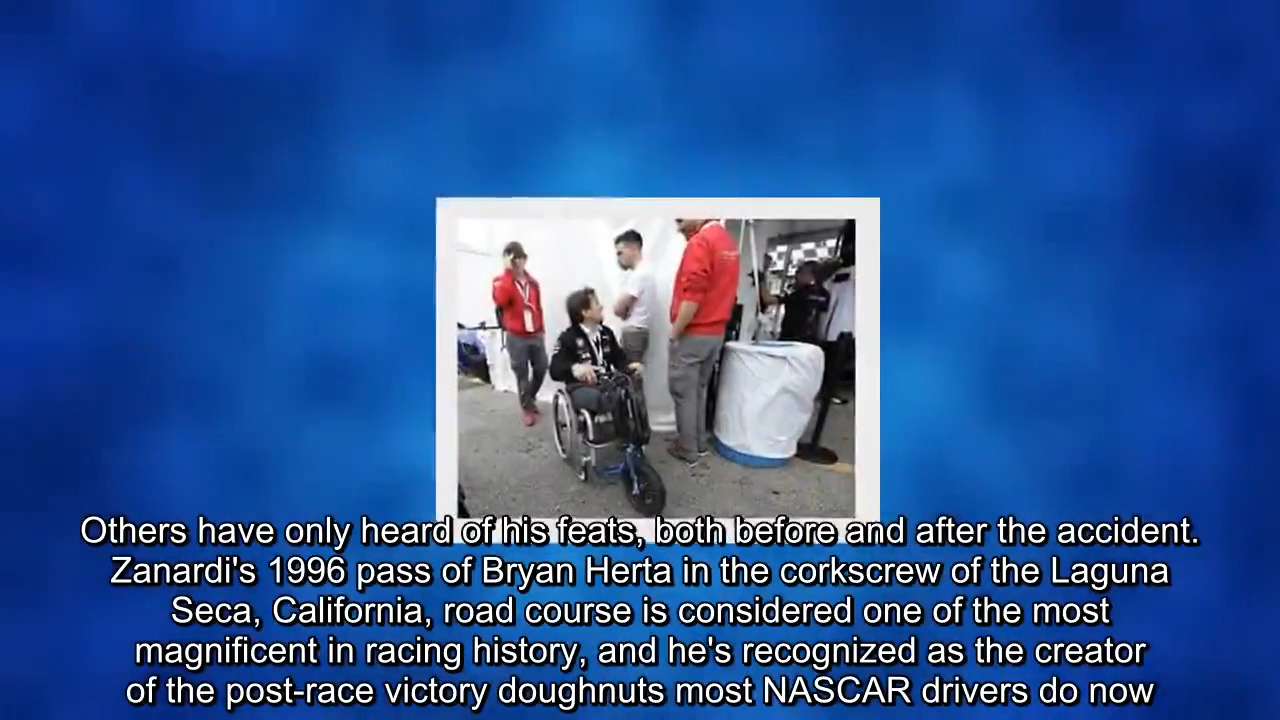 Others have only heard of his feats, both before and after the accident.
Zanardi's 1996 pass of Bryan Herta in the corkscrew of the Laguna
Seca, California, road course is considered one of the most
magnificent in racing history, and he's recognized as the creator
of the post-race victory doughnuts most NASCAR drivers do now